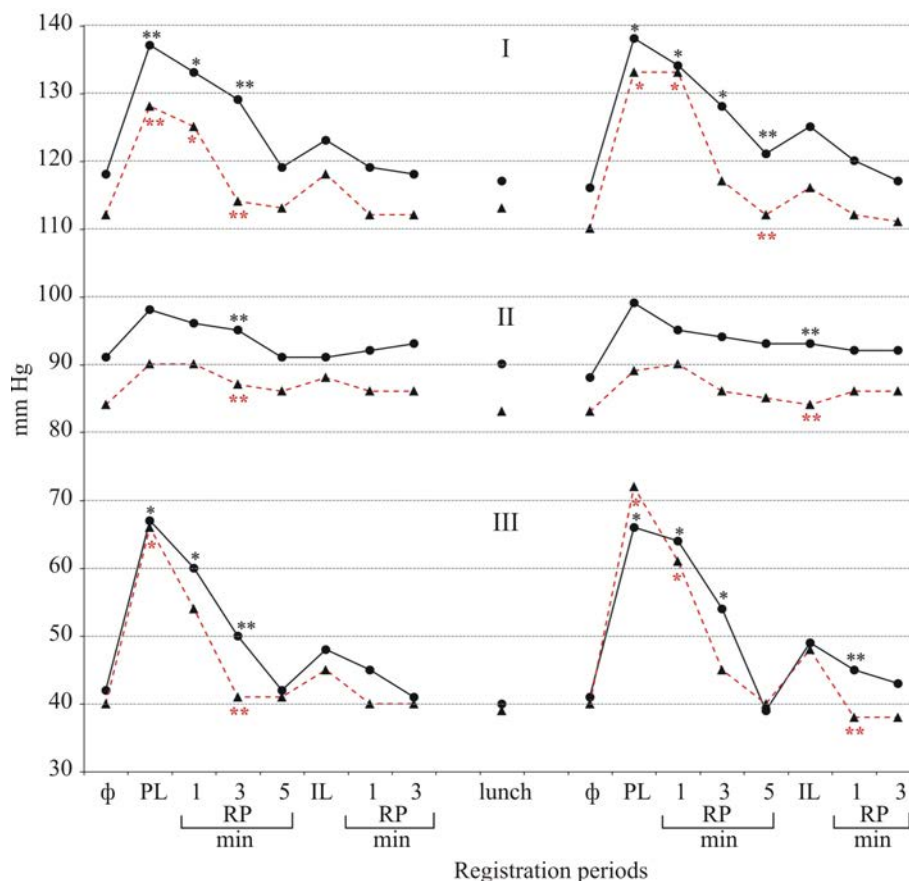 140
130
120
110
100
90
80
70
60
50
40
30
mm Hg
I
II
III
** * ** * * * **
** * ** * * **
** **
** **
* * ** * * * **
* ** * * **
ф PL 1 3 5 IL 1 3 lunch ф PL 1 3 5 IL 1 3
RP RP RP RP
min min min min
Registration periods